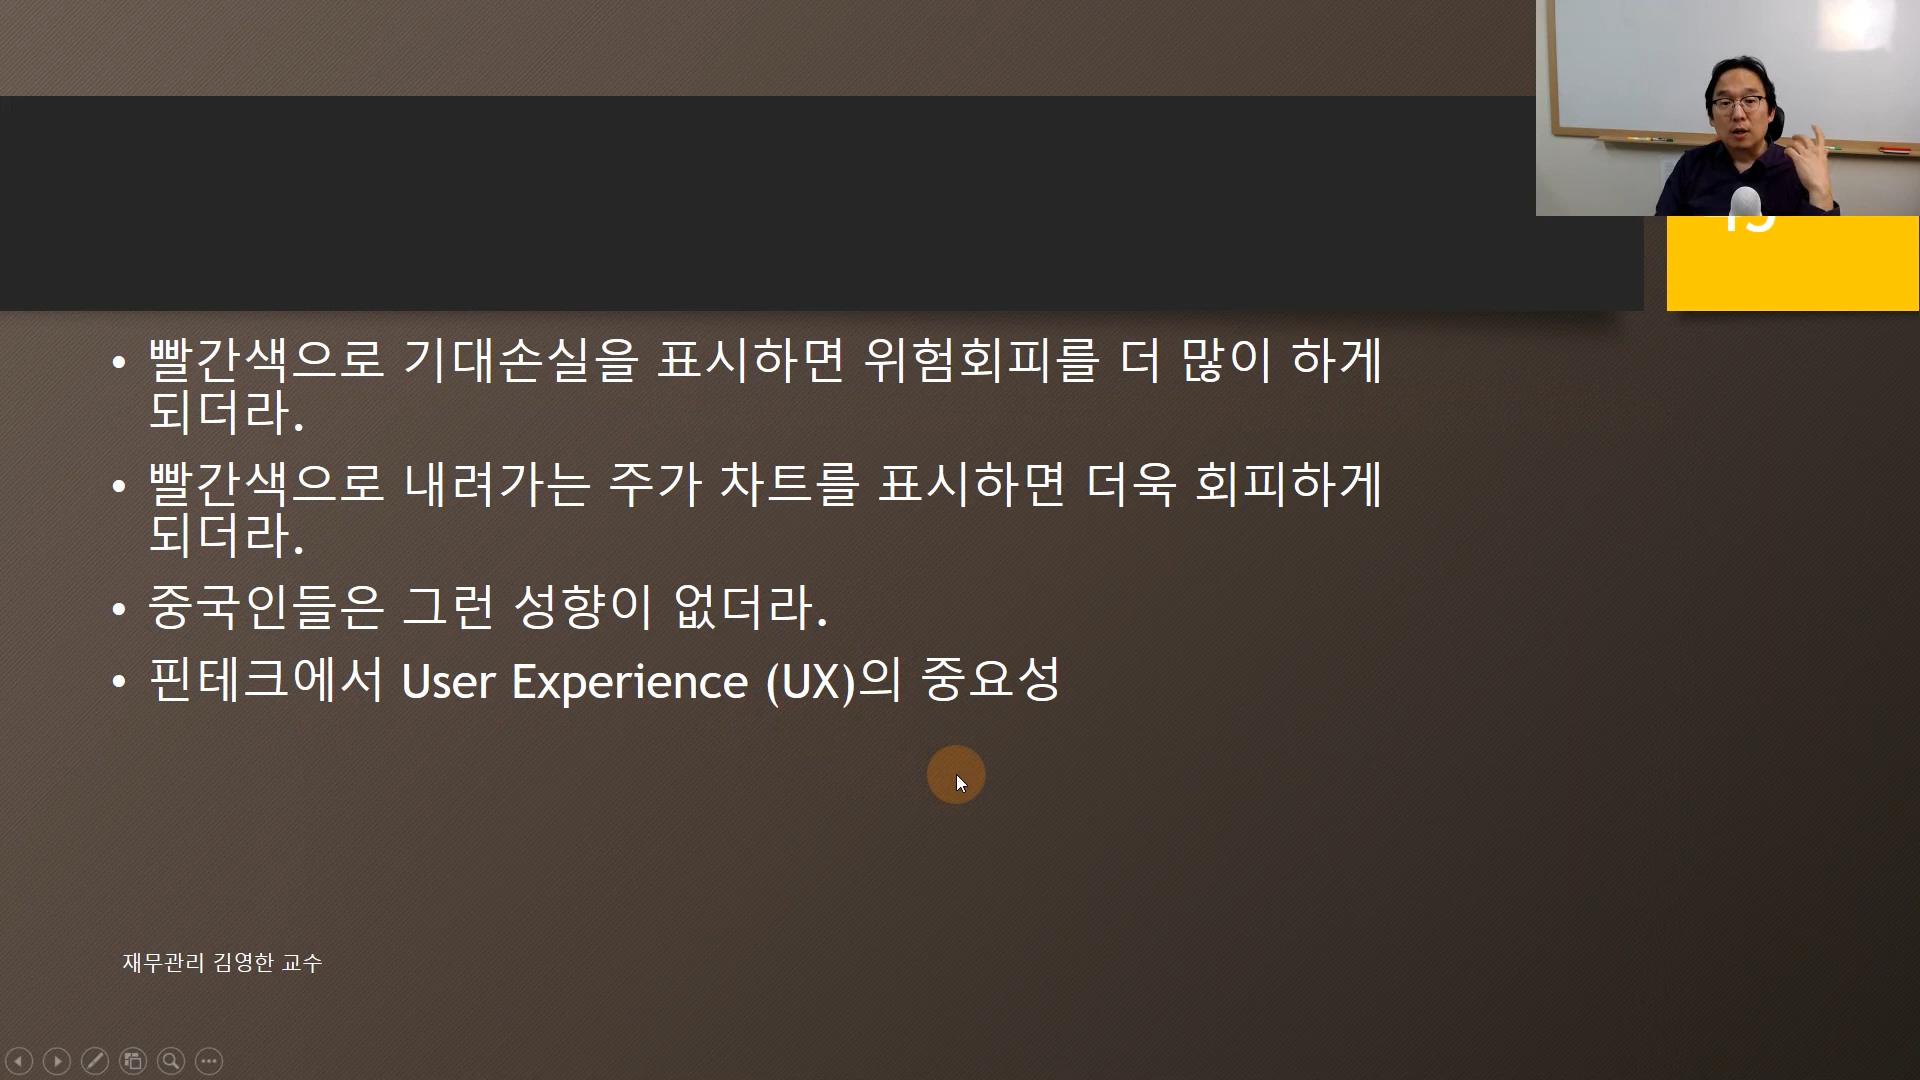 • 빨간색으로 기대손실을 표시하면 위험회피를 더 많이 하게
되더라.
• 빨간색으로 내려가는 주가 차트를 표시하면 더욱 회피하게
되더라.
• 중국인들은 그런 성향이 없더라.
• 핀테크에서 User Experience (UX)의 중요성
재무관리 김영한 교수